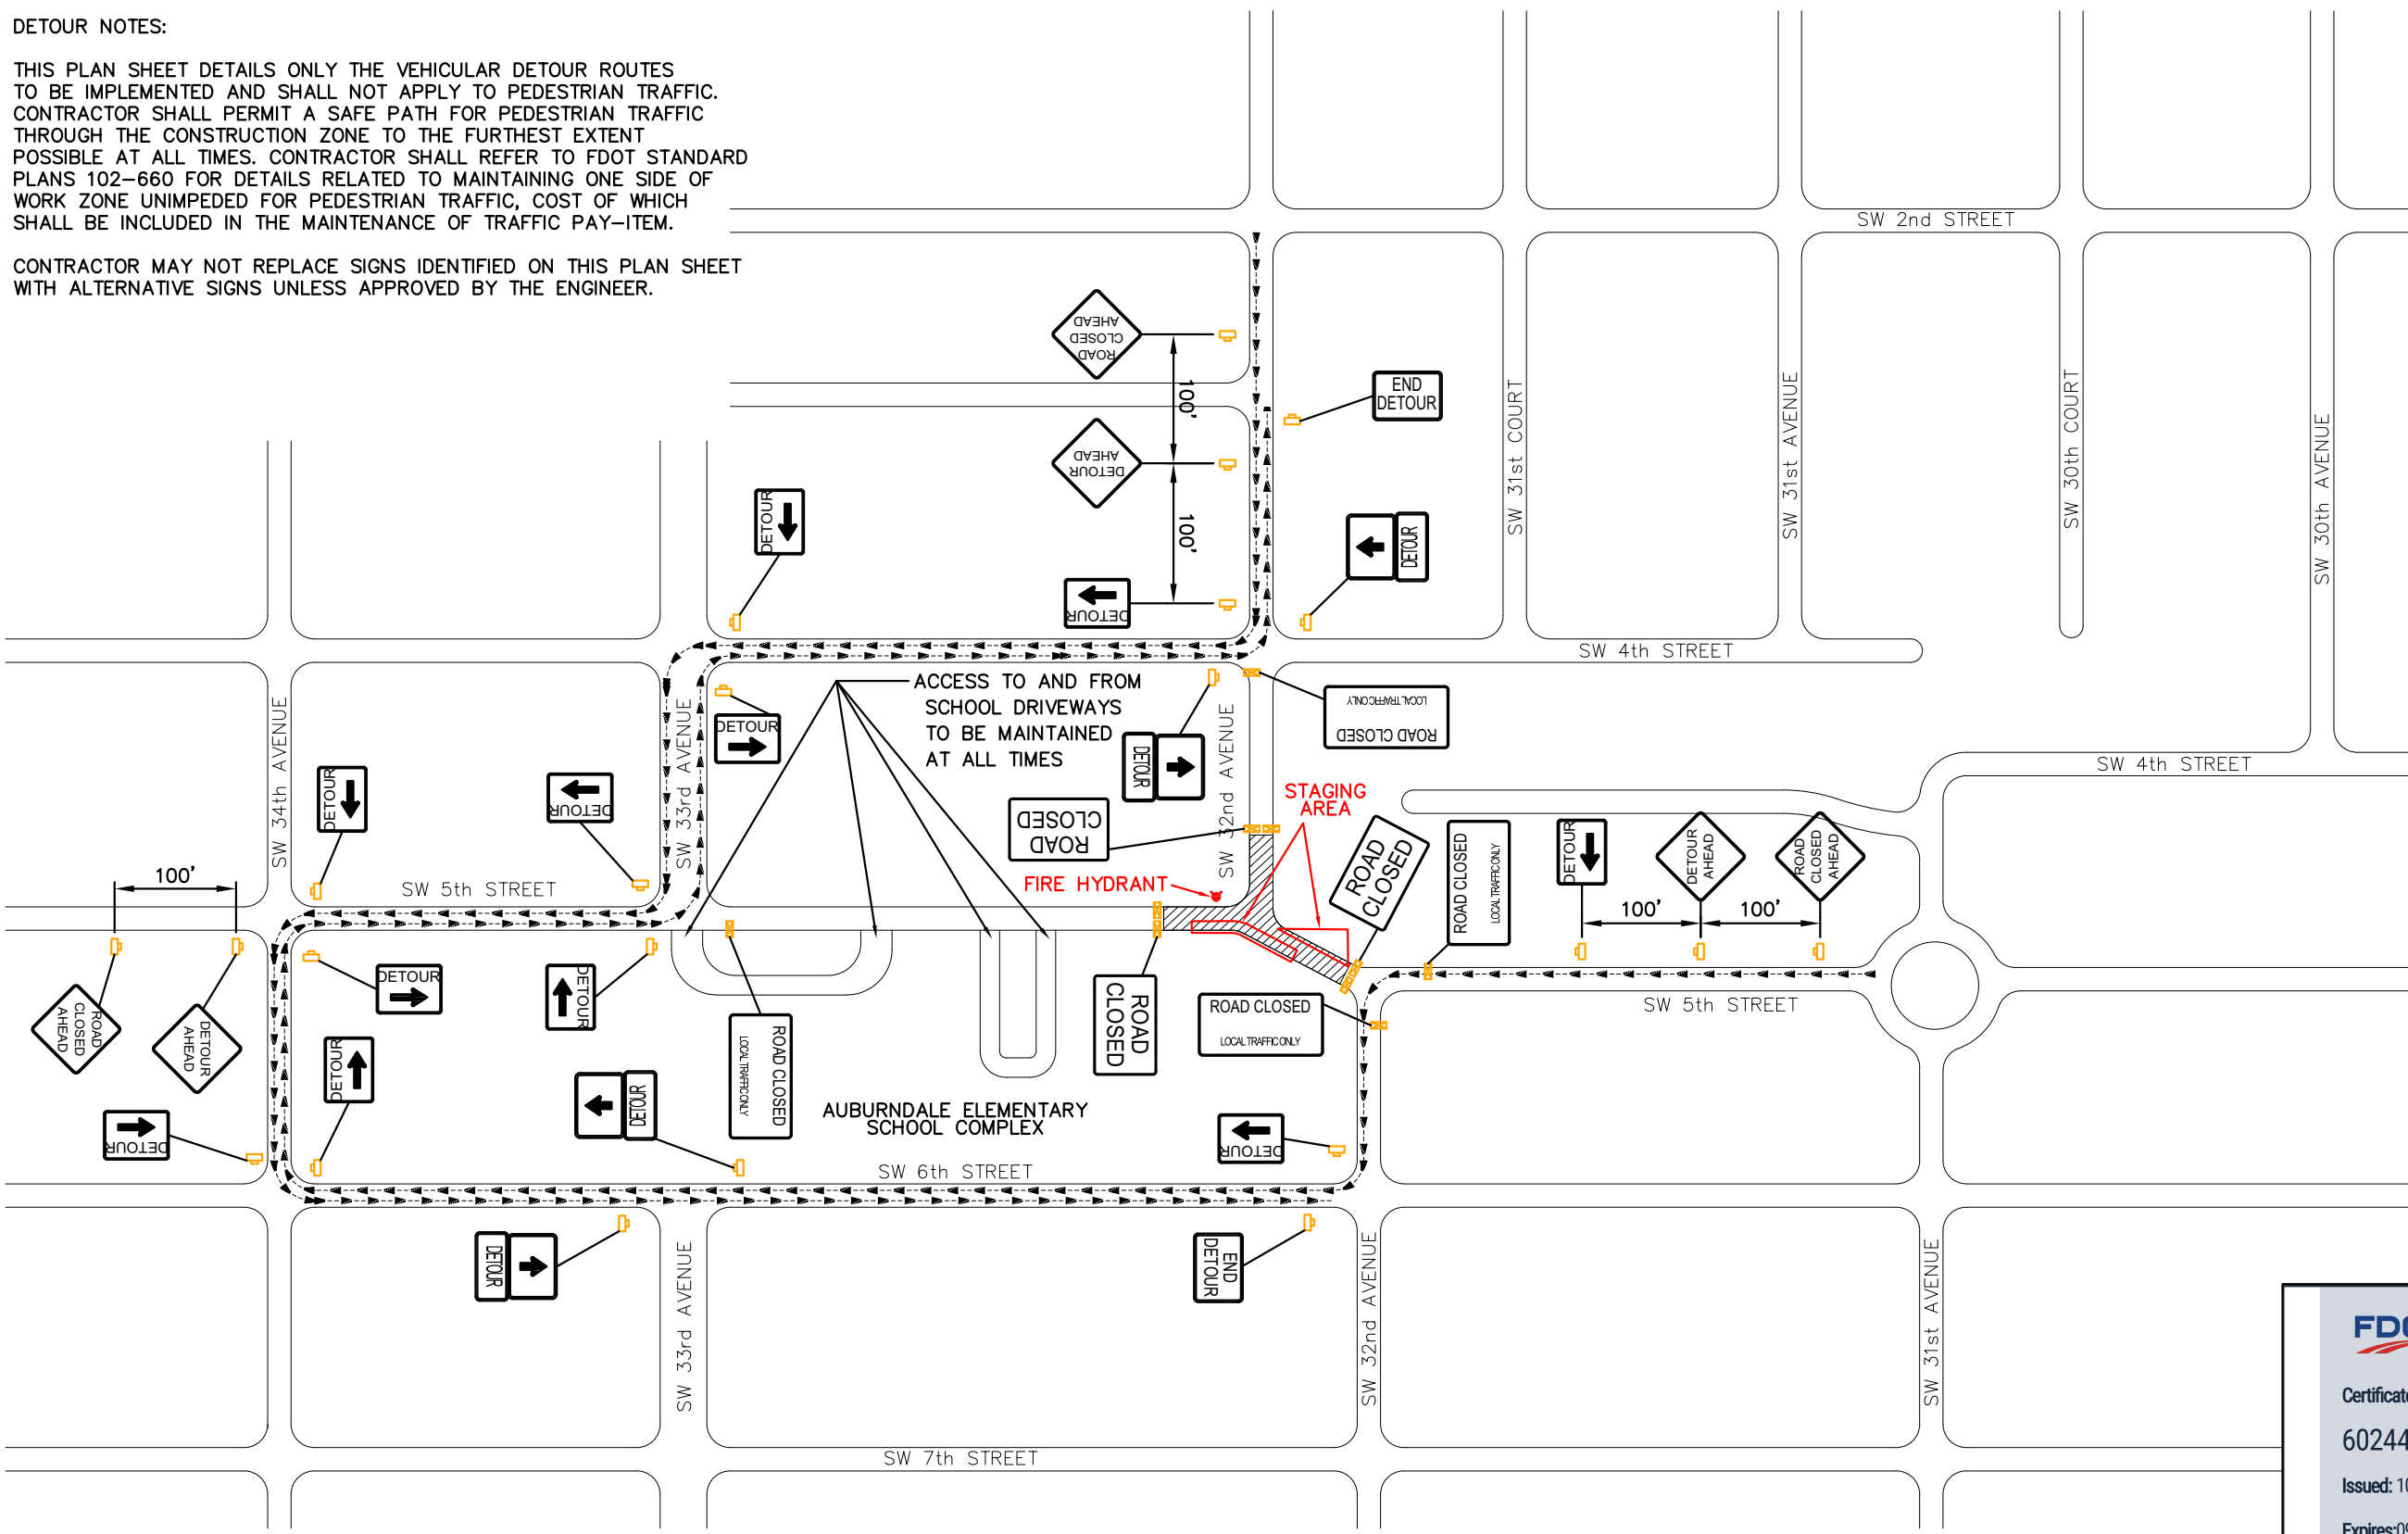 DETOUR NOTES:
THIS PLAN SHEET DETAILS ONLY THE VEHICULAR DETOUR ROUTES
TO BE IMPLEMENTED AND SHALL NOT APPLY TO PEDESTRIAN TRAFFIC.
CONTRACTOR SHALL PERMIT A SAFE PATH FOR PEDESTRIAN TRAFFIC
THROUGH THE CONSTRUCTION ZONE TO THE FURTHEST EXTENT
POSSIBLE AT ALL TIMES. CONTRACTOR SHALL REFER TO FDOT STANDARD
PLANS 102-660 FOR DETAILS RELATED TO MAINTAINING ONE SIDE OF
WORK ZONE UNIMPEDED FOR PEDESTRIAN TRAFFIC, COST OF WHICH
SHALL BE INCLUDED IN THE MAINTENANCE OF TRAFFIC PAY-ITEM.
CONTRACTOR MAY NOT REPLACE SIGNS IDENTIFIED ON THIS PLAN SHEET
WITH ALTERNATIVE SIGNS UNLESS APPROVED BY THE ENGINEER.
SW 2nd STREET
ROAD
CLOSED
AHEAD
100'
END
DETOUR
DETOUR
AHEAD
100'
DETOUR
DETOUR
DETOUR
SW 31st COURT
SW 31st AVENUE
SW 30th COURT
SW 30th AVENUE
SW 4th STREET
SW 4th STREET
ACCESS TO AND FROM
SCHOOL DRIVEWAYS
TO BE MAINTAINED
AT ALL TIMES
DETOUR
DETOUR
ROAD CLOSED
LOCAL TRAFFIC ONLY
SW 34th AVENUE
SW 33rd AVENUE
SW 32nd AVENUE
DETOUR
DETOUR
ROAD
CLOSED
STAGING
AREA
FIRE HYDRANT
ROAD
CLOSED
ROAD CLOSED
LOCAL TRAFFIC ONLY
DETOUR
DETOUR
AHEAD
ROAD
CLOSED
AHEAD
100'
100'
100'
SW 5th STREET
SW 5th STREET
ROAD
CLOSED
AHEAD
DETOUR
AHEAD
DETOUR
DETOUR
DETOUR
DETOUR
DETOUR
ROAD CLOSED
LOCAL TRAFFIC ONLY
ROAD
CLOSED
ROAD CLOSED
LOCAL TRAFFIC ONLY
AUBURNDALE ELEMENTARY
SCHOOL COMPLEX
DETOUR
SW 6th STREET
DETOUR
END
DETOUR
SW 33rd AVENUE
SW 32nd AVENUE
SW 31st AVENUE
SW 7th STREET
Issued: